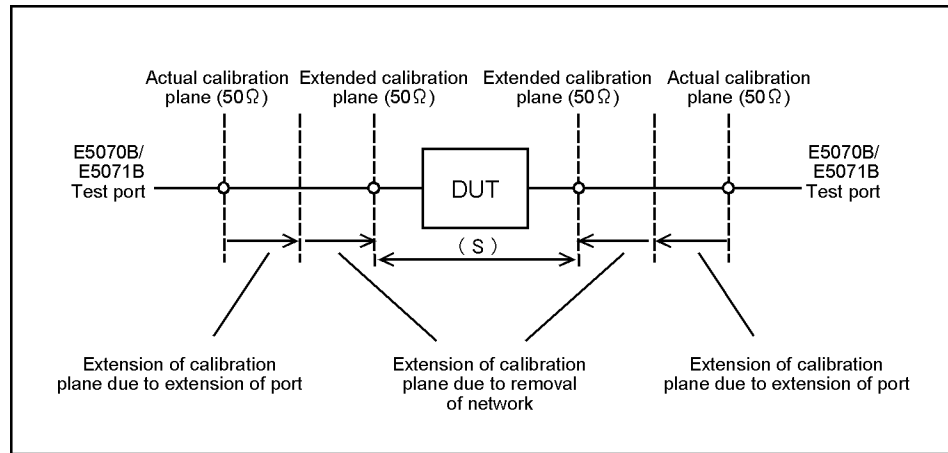 Actual calibration
plane (50Ω)
Extended calibration
plane (50Ω)
Extended calibration
plane (50Ω)
Actual calibration
plane (50Ω)
E5070B/
E5071B
Test port
DUT
E5070B/
E5071B
Test port
( S )
Extension of calibration
plane due to extension of port
Extension of calibration
plane due to removal
of network
Extension of calibration
plane due to extension of port